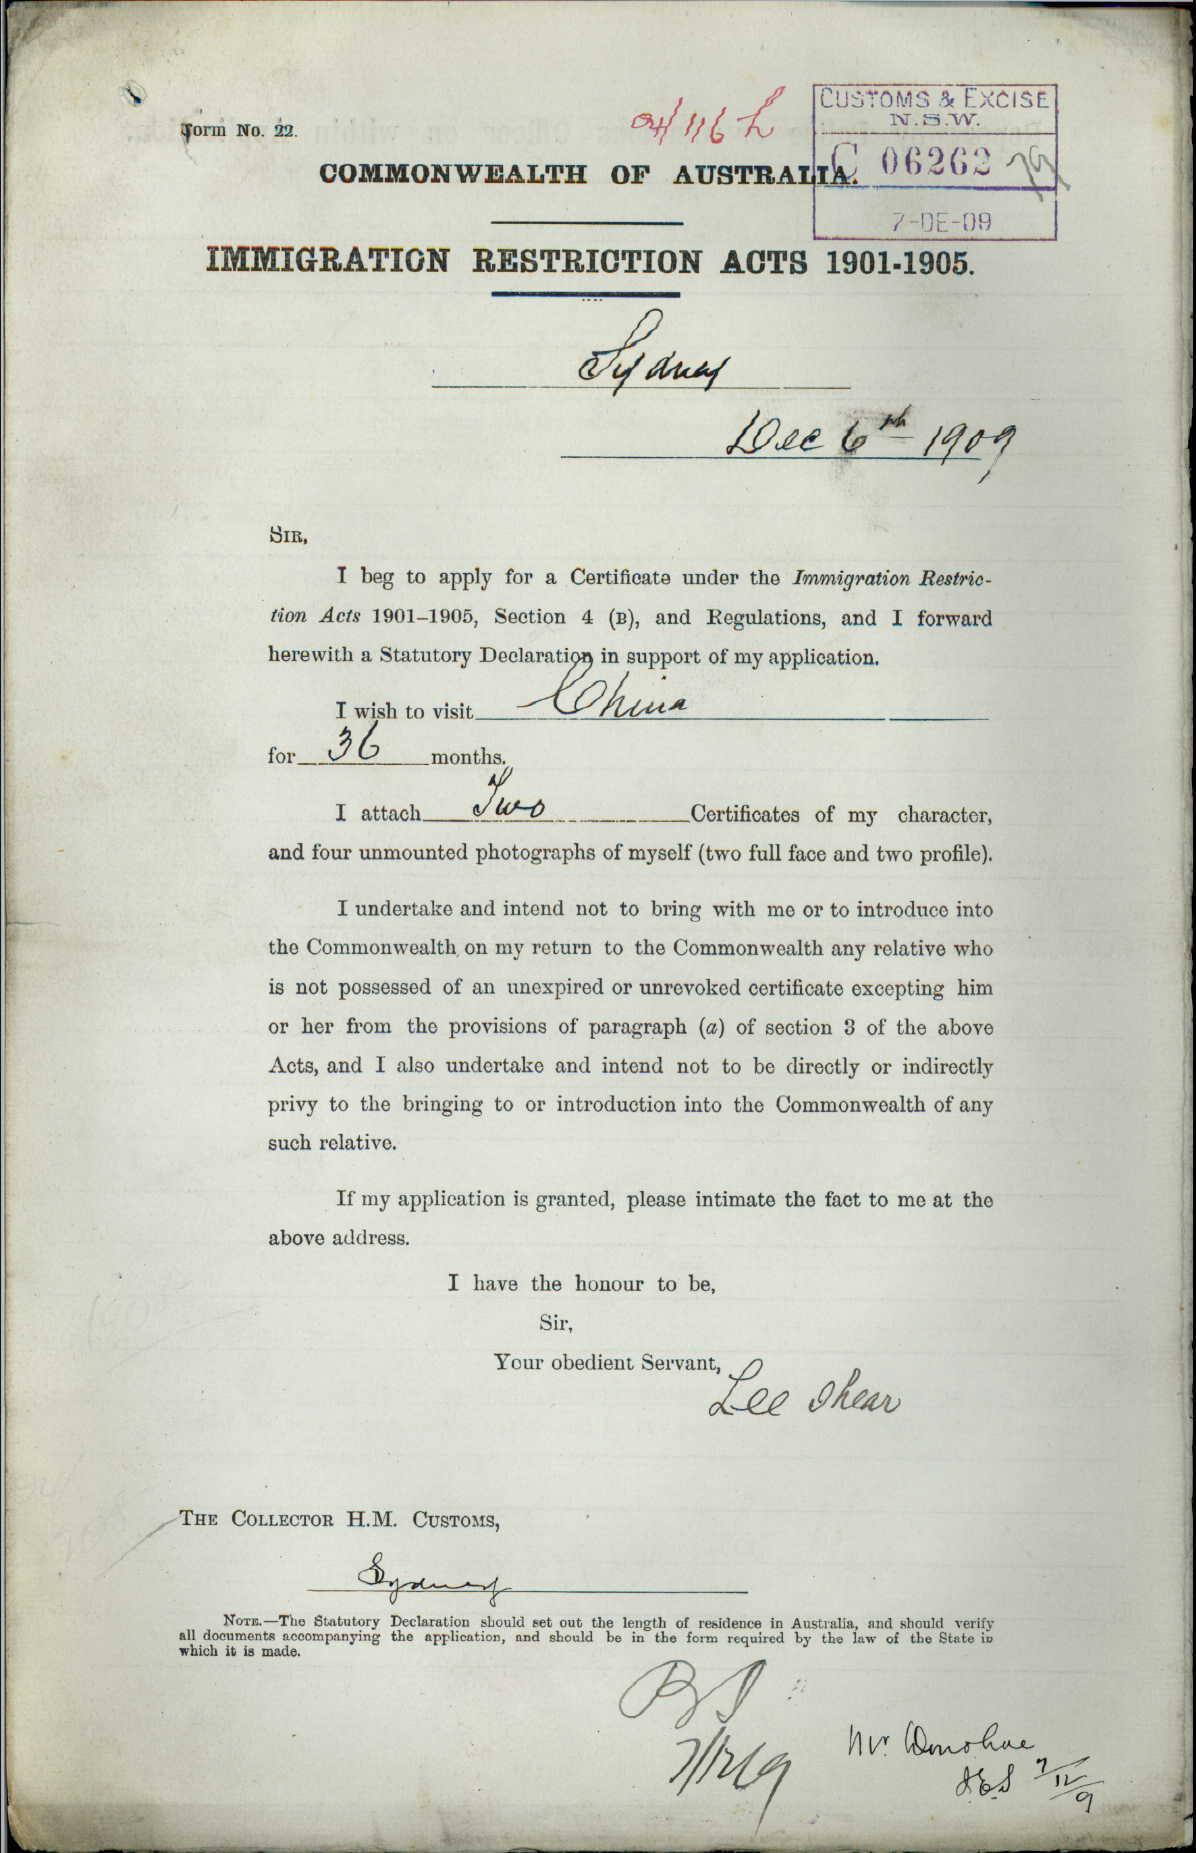 Form No. 22.
CUSTOMS & EXCISE
N.S.W.
C 06262
7-DE-09
COMMONWEALTH OF AUSTRALIA.
IMMIGRATION RESTRICTION ACTS 1901-1905.
Sydney
Dec 6th 1909
SIR,
I beg to apply for a Certificate under the Immigration Restric-
tion Acts 1901–1905, Section 4 (B), and Regulations, and I forward
herewith a Statutory Declaration in support of my application.
I wish to visit China
for 36 months.
I attach Two Certificates of my character,
and four unmounted photographs of myself (two full face and two profile).
I undertake and intend not to bring with me or to introduce into
the Commonwealth on my return to the Commonwealth any relative who
is not possessed of an unexpired or unrevoked certificate excepting him
or her from the provisions of paragraph (a) of section 3 of the above
Acts, and I also undertake and intend not to be directly or indirectly
privy to the bringing to or introduction into the Commonwealth of any
such relative.
If my application is granted, please intimate the fact to me at the
above address.
I have the honour to be,
Sir,
Your obedient Servant,
Lee Shear
THE COLLECTOR H.M. CUSTOMS,
Sydney
NOTE.—The Statutory Declaration should set out the length of residence in Australia, and should verify
all documents accompanying the application, and should be in the form required by the law of the State in
which it is made.
7/12/9
Mr. Donohue
7/12/9